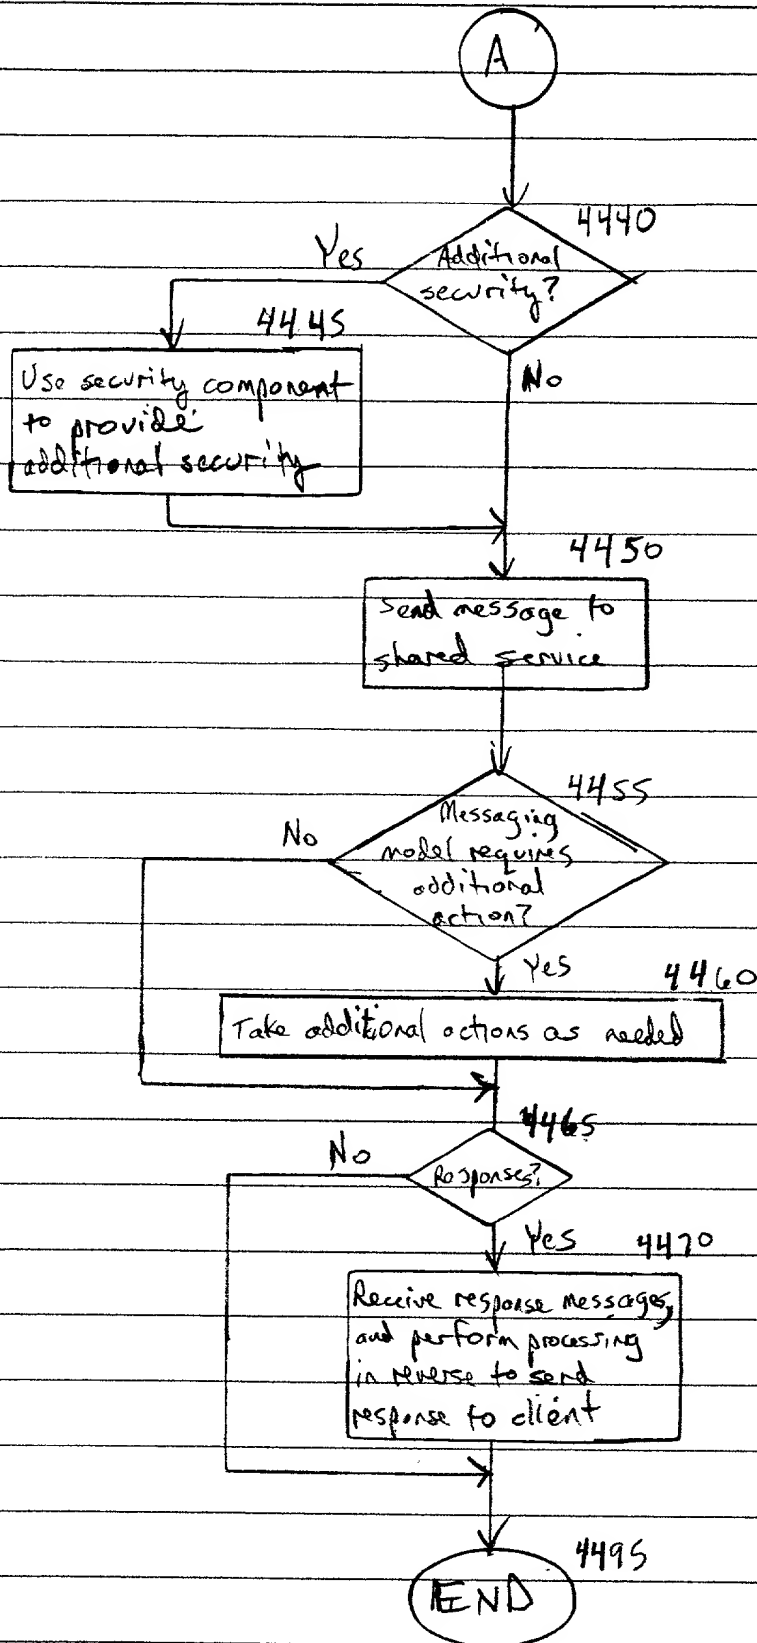 A
4440
Yes
Additional
security?
4445
No
Use security component
to provide
additional security
4450
Send message to
shared service
4455
No
Messaging
model requires
additional
action?
Yes
4460
Take additional actions as needed
4465
No
Responses?
Yes
4470
Receive response messages,
and perform processing
in reverse to send
response to client
4495
END